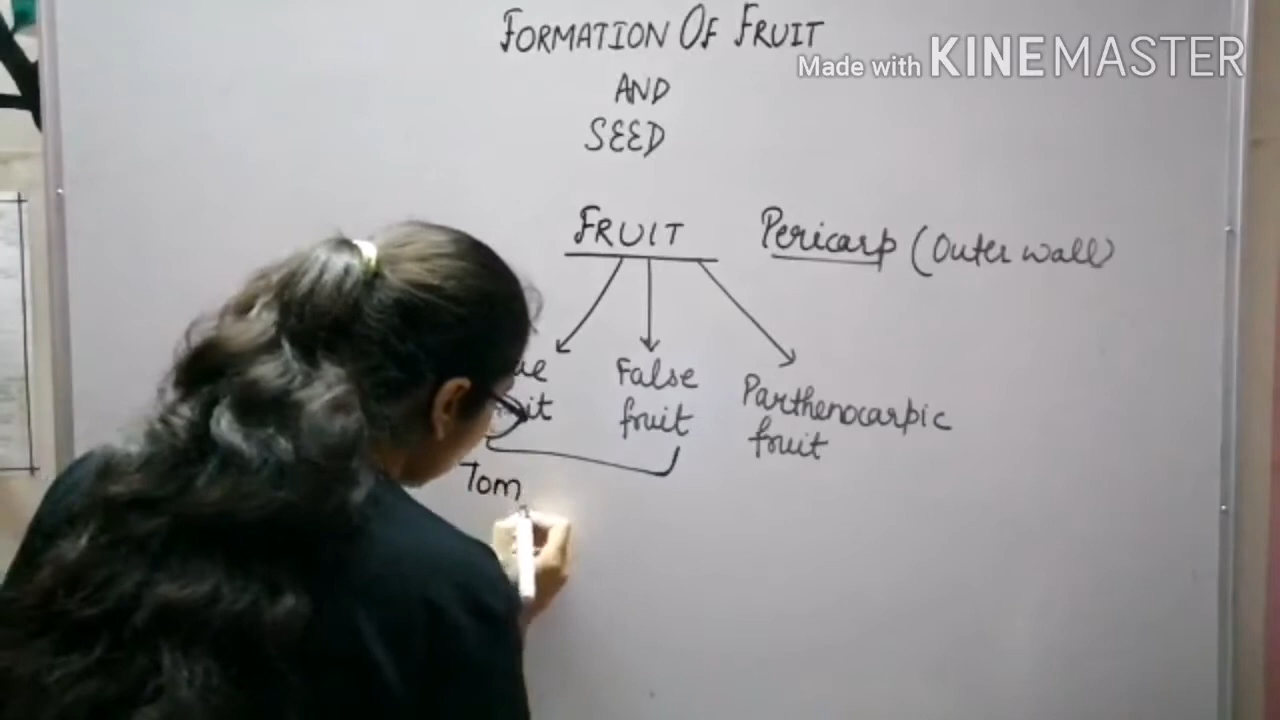 FORMATION OF FRUIT
Made with KINEMASTER
AND
SEED
FRUIT
Pericarp (Outer wall)
False
fruit
Parthenocarpic
fruit
Tom